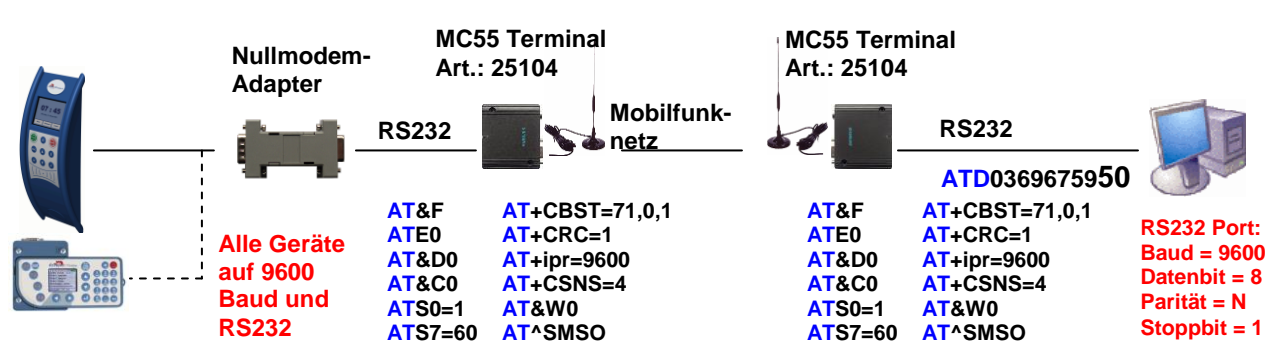 Nullmodem-
Adapter
MC55 Terminal
Art.: 25104
MC55 Terminal
Art.: 25104
RS232
Mobilfunk-
netz
RS232
ATD0369675950
Alle Geräte
auf 9600
Baud und
RS232
AT&F
ATE0
AT&D0
AT&C0
ATS0=1
ATS7=60
AT+CBST=71,0,1
AT+CRC=1
AT+ipr=9600
AT+CSNS=4
AT&W0
AT^SMSO
AT&F
ATE0
AT&D0
AT&C0
ATS0=1
ATS7=60
AT+CBST=71,0,1
AT+CRC=1
AT+ipr=9600
AT+CSNS=4
AT&W0
AT^SMSO
RS232 Port:
Baud = 9600
Datenbit = 8
Parität = N
Stoppbit = 1